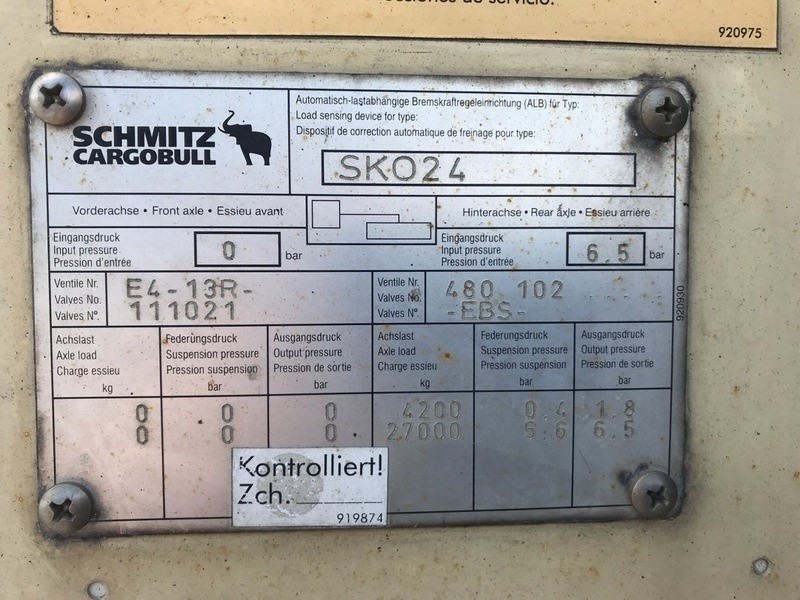 de servicio.
920975
SCHMITZ
CARGOBULL
Automatisch-lastabhängige Bremskraftregeleinrichtung (ALB) für Typ:
Load sensing device for type:
Dispositif de correction automatique de freinage pour type:
SKO24
Vorderachse • Front axle • Essieu avant
Hinterachse • Rear axle • Essieu arrière
Eingangsdruck
Input pressure
Pression d'entrée
0 bar
Eingangsdruck
Input pressure
Pression d'entrée
6,5 bar
Ventile Nr.
Valves No.
Valves N°.
E4-13R-
111021
Ventile Nr.
Valves No.
Valves N°.
480 102
-EBS-
920930
Achslast
Axle load
Charge essieu
kg
Federungsdruck
Suspension pressure
Pression suspension
bar
Ausgangsdruck
Output pressure
Pression de sortie
bar
Achslast
Axle load
Charge essieu
kg
Federungsdruck
Suspension pressure
Pression suspension
bar
Ausgangsdruck
Output pressure
Pression de sortie
bar
0 0 0 4200 0.4 1.8
0 0 0 27000 5.6 6.5
Kontrolliert!
Zch.
919874